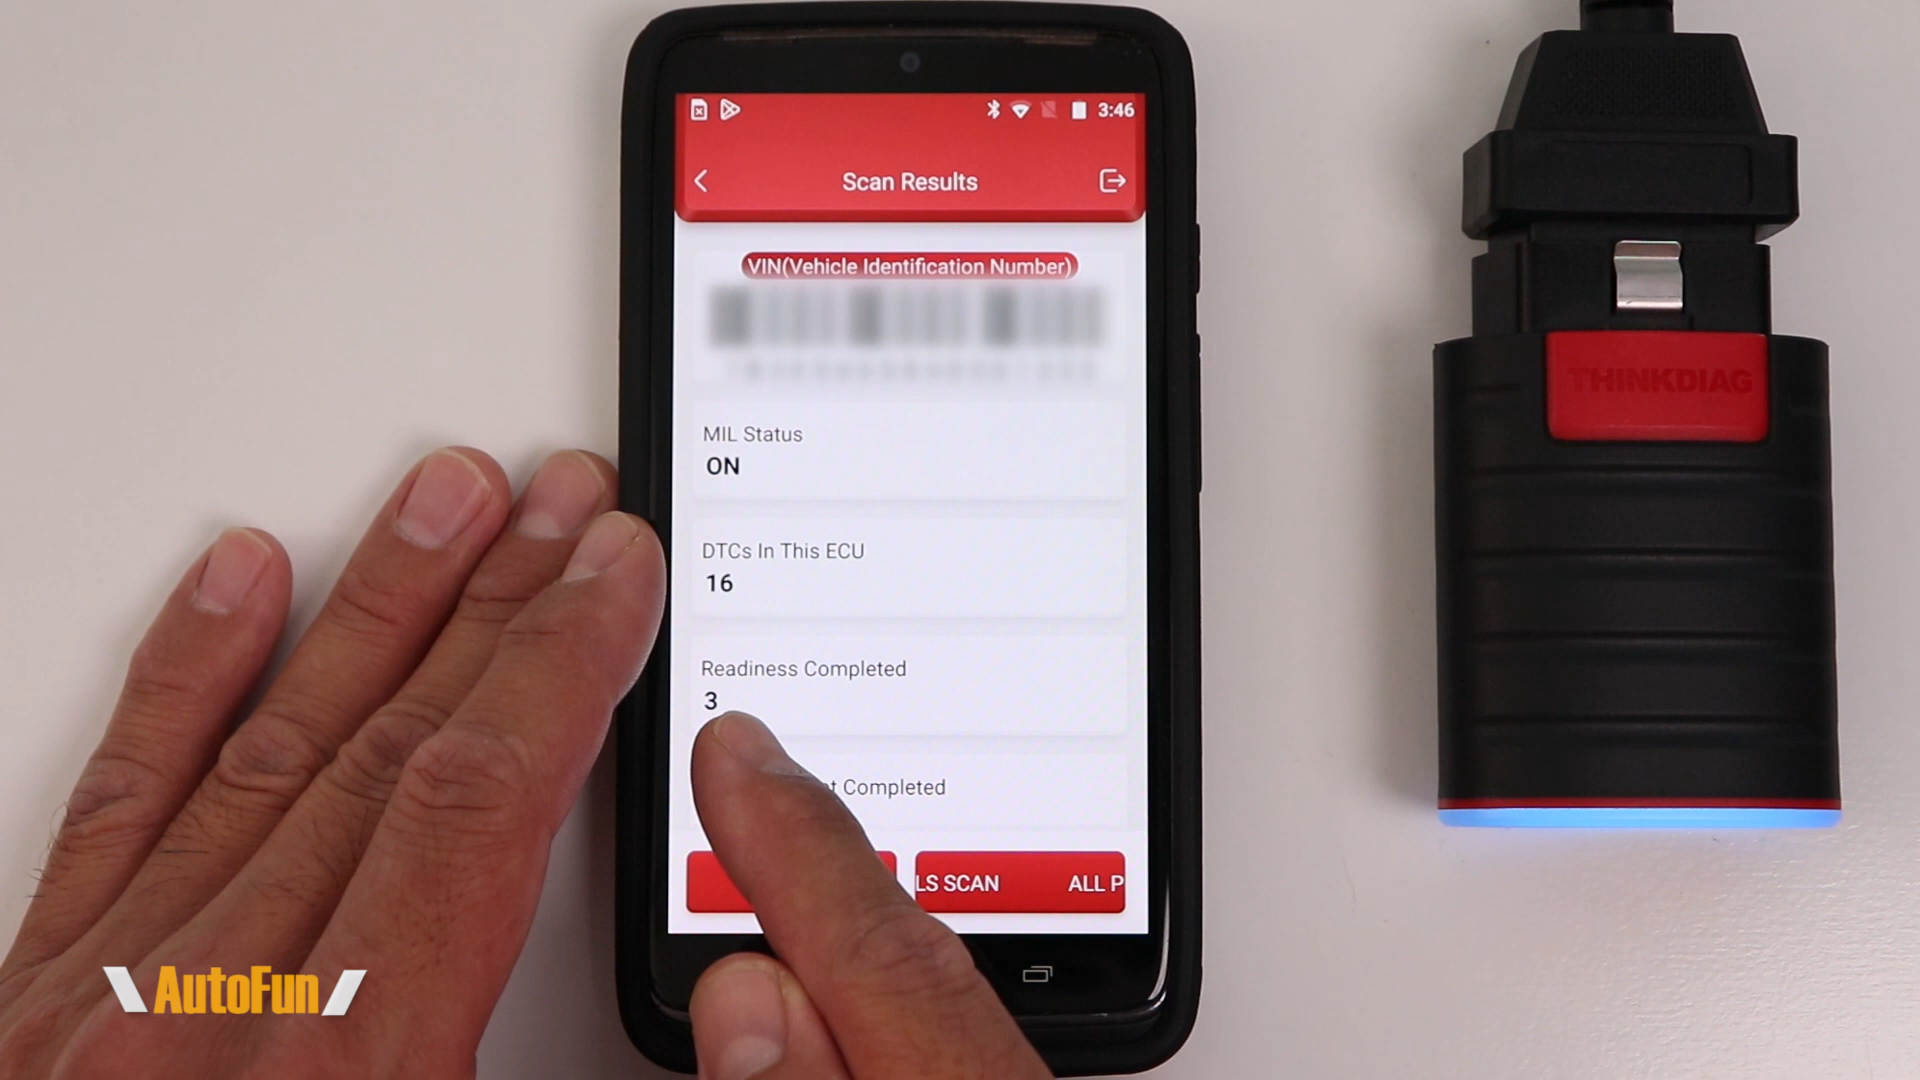 3:46
Scan Results
VIN(Vehicle Identification Number)
MIL Status
ON
DTCs In This ECU
16
Readiness Completed
3
Completed
LS SCAN ALL P
THINKDIAG
AutoFun